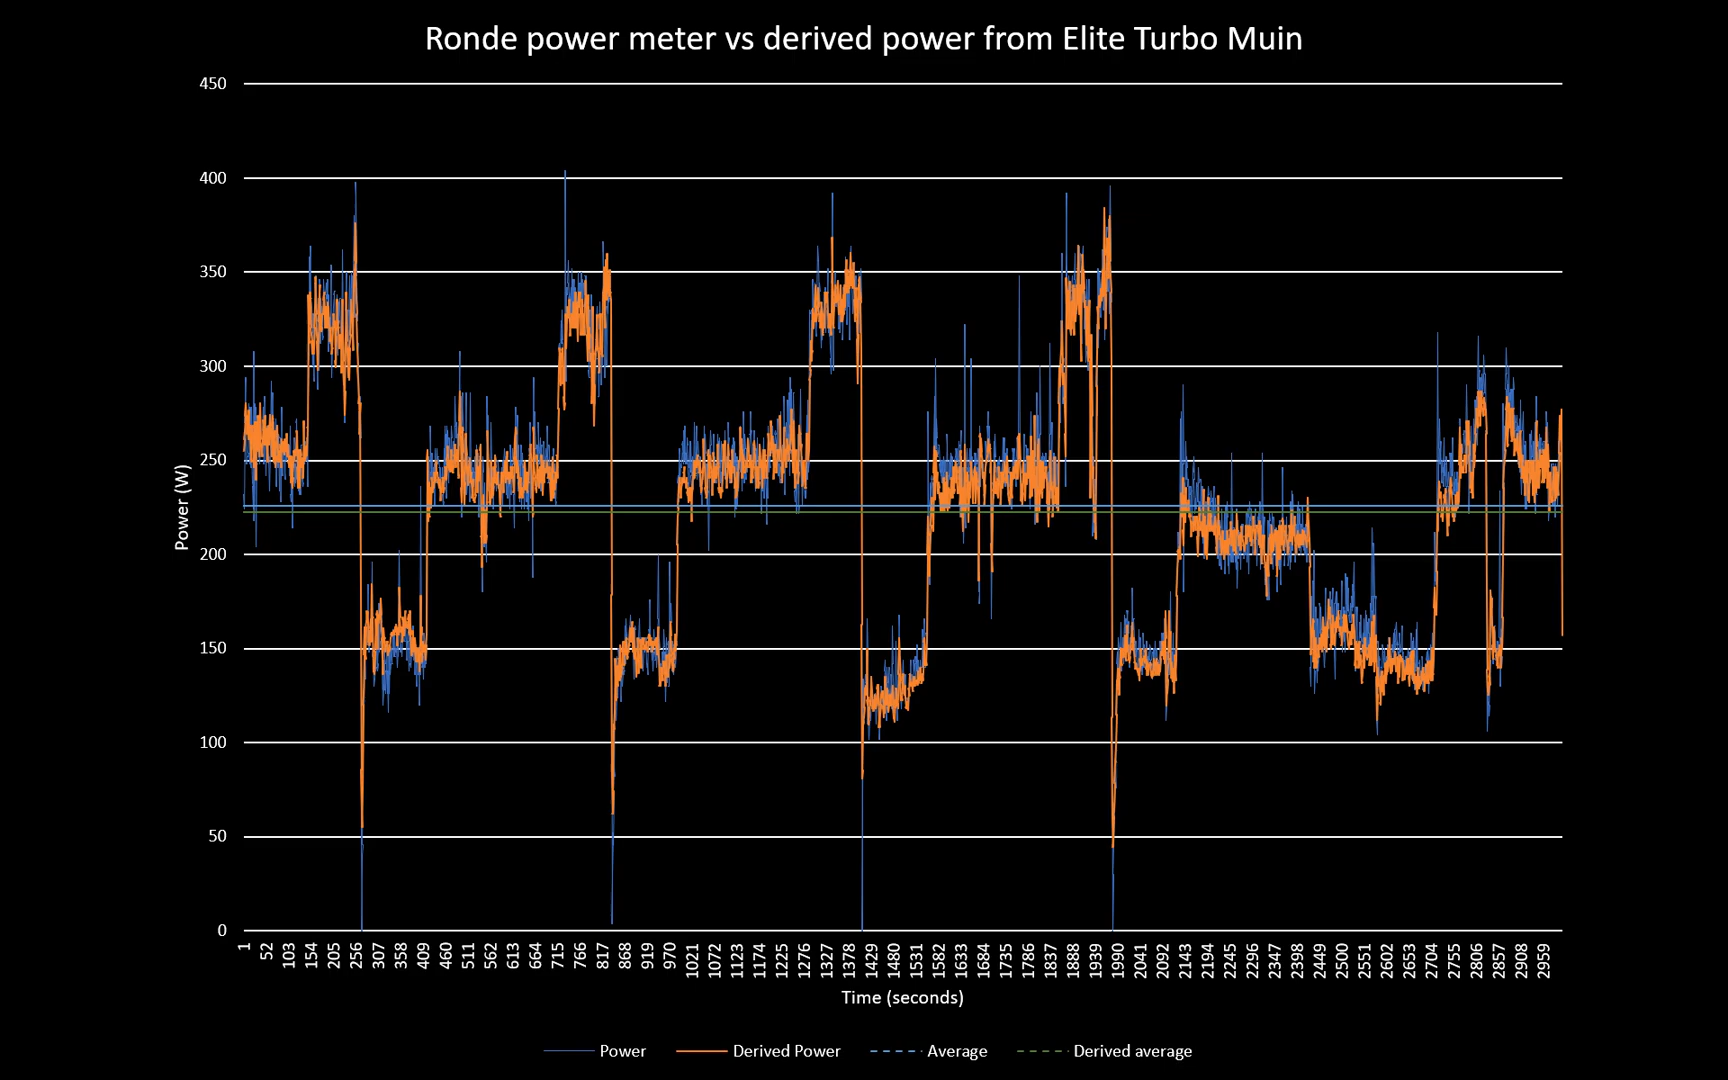 Ronde power meter vs derived power from Elite Turbo Muin
450
400
350
300
250
200
150
100
50
0
Power (W)
1 52 103 154 205 256 307 358 409 460 511 562 613 664 715 766 817 868 919 970 1021 1072 1123 1174 1225 1276 1327 1378 1429 1480 1531 1582 1633 1684 1735 1786 1837 1888 1939 1990 2041 2092 2143 2194 2245 2296 2347 2398 2449 2500 2551 2602 2653 2704 2755 2806 2857 2908 2959
Time (seconds)
Power Derived Power Average Derived average